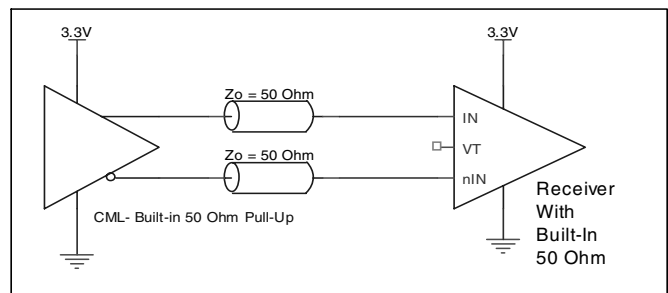 3.3V
3.3V
Zo = 50 Ohm
IN
VT
Zo = 50 Ohm
nIN
CML- Built-in 50 Ohm Pull-Up
Receiver
With
Built-In
50 Ohm